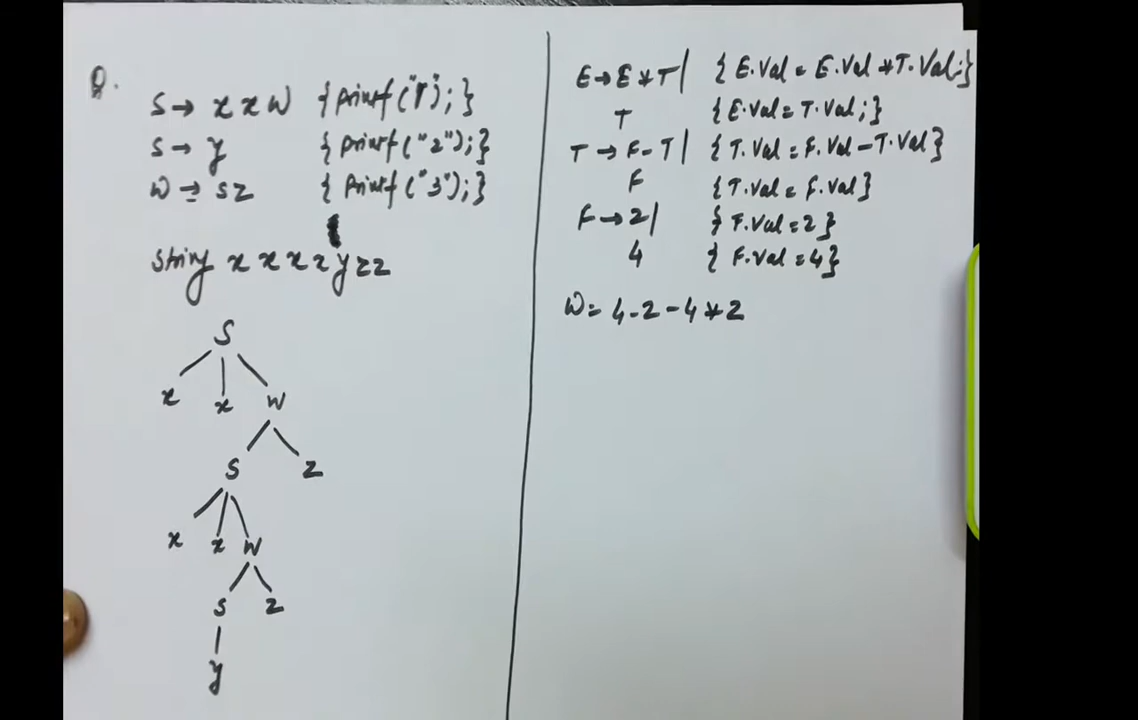 Q.
S → x x W {printf("1");}
S → y {printf("2");}
W → Sz {printf("3");}
string x x x x y z z
S
x x W
S z
x x W
S z
y
E → E * T | {E.Val = E.Val * T.Val;}
T {E.Val = T.Val;}
T → F - T | {T.Val = F.Val - T.Val}
F {T.Val = F.Val}
F → 2 | {F.Val = 2}
4 {F.Val = 4}
W = 4 - 2 - 4 * 2